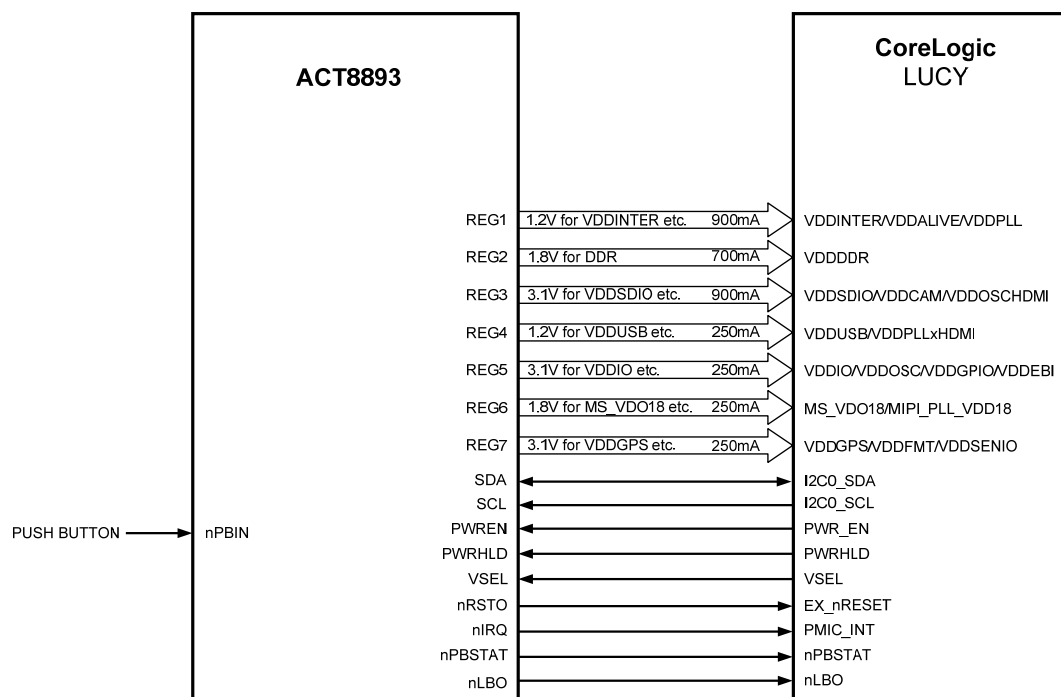 ACT8893
CoreLogic
LUCY
REG1 1.2V for VDDINTER etc. 900mA VDDINTER/VDDALIVE/VDDPLL
REG2 1.8V for DDR 700mA VDDDDR
REG3 3.1V for VDDSDIO etc. 900mA VDDSDIO/VDDCAM/VDDOSCHDMI
REG4 1.2V for VDDUSB etc. 250mA VDDUSB/VDDPLLxHDMI
REG5 3.1V for VDDIO etc. 250mA VDDIO/VDDOSC/VDDGPIO/VDDEBI
REG6 1.8V for MS_VDO18 etc. 250mA MS_VDO18/MIPI_PLL_VDD18
REG7 3.1V for VDDGPS etc. 250mA VDDGPS/VDDFMT/VDDSENIO
SDA I2C0_SDA
SCL I2C0_SCL
PUSH BUTTON nPBIN PWREN PWR_EN
PWRHLD PWRHLD
VSEL VSEL
nRSTO EX_nRESET
nIRQ PMIC_INT
nPBSTAT nPBSTAT
nLBO nLBO